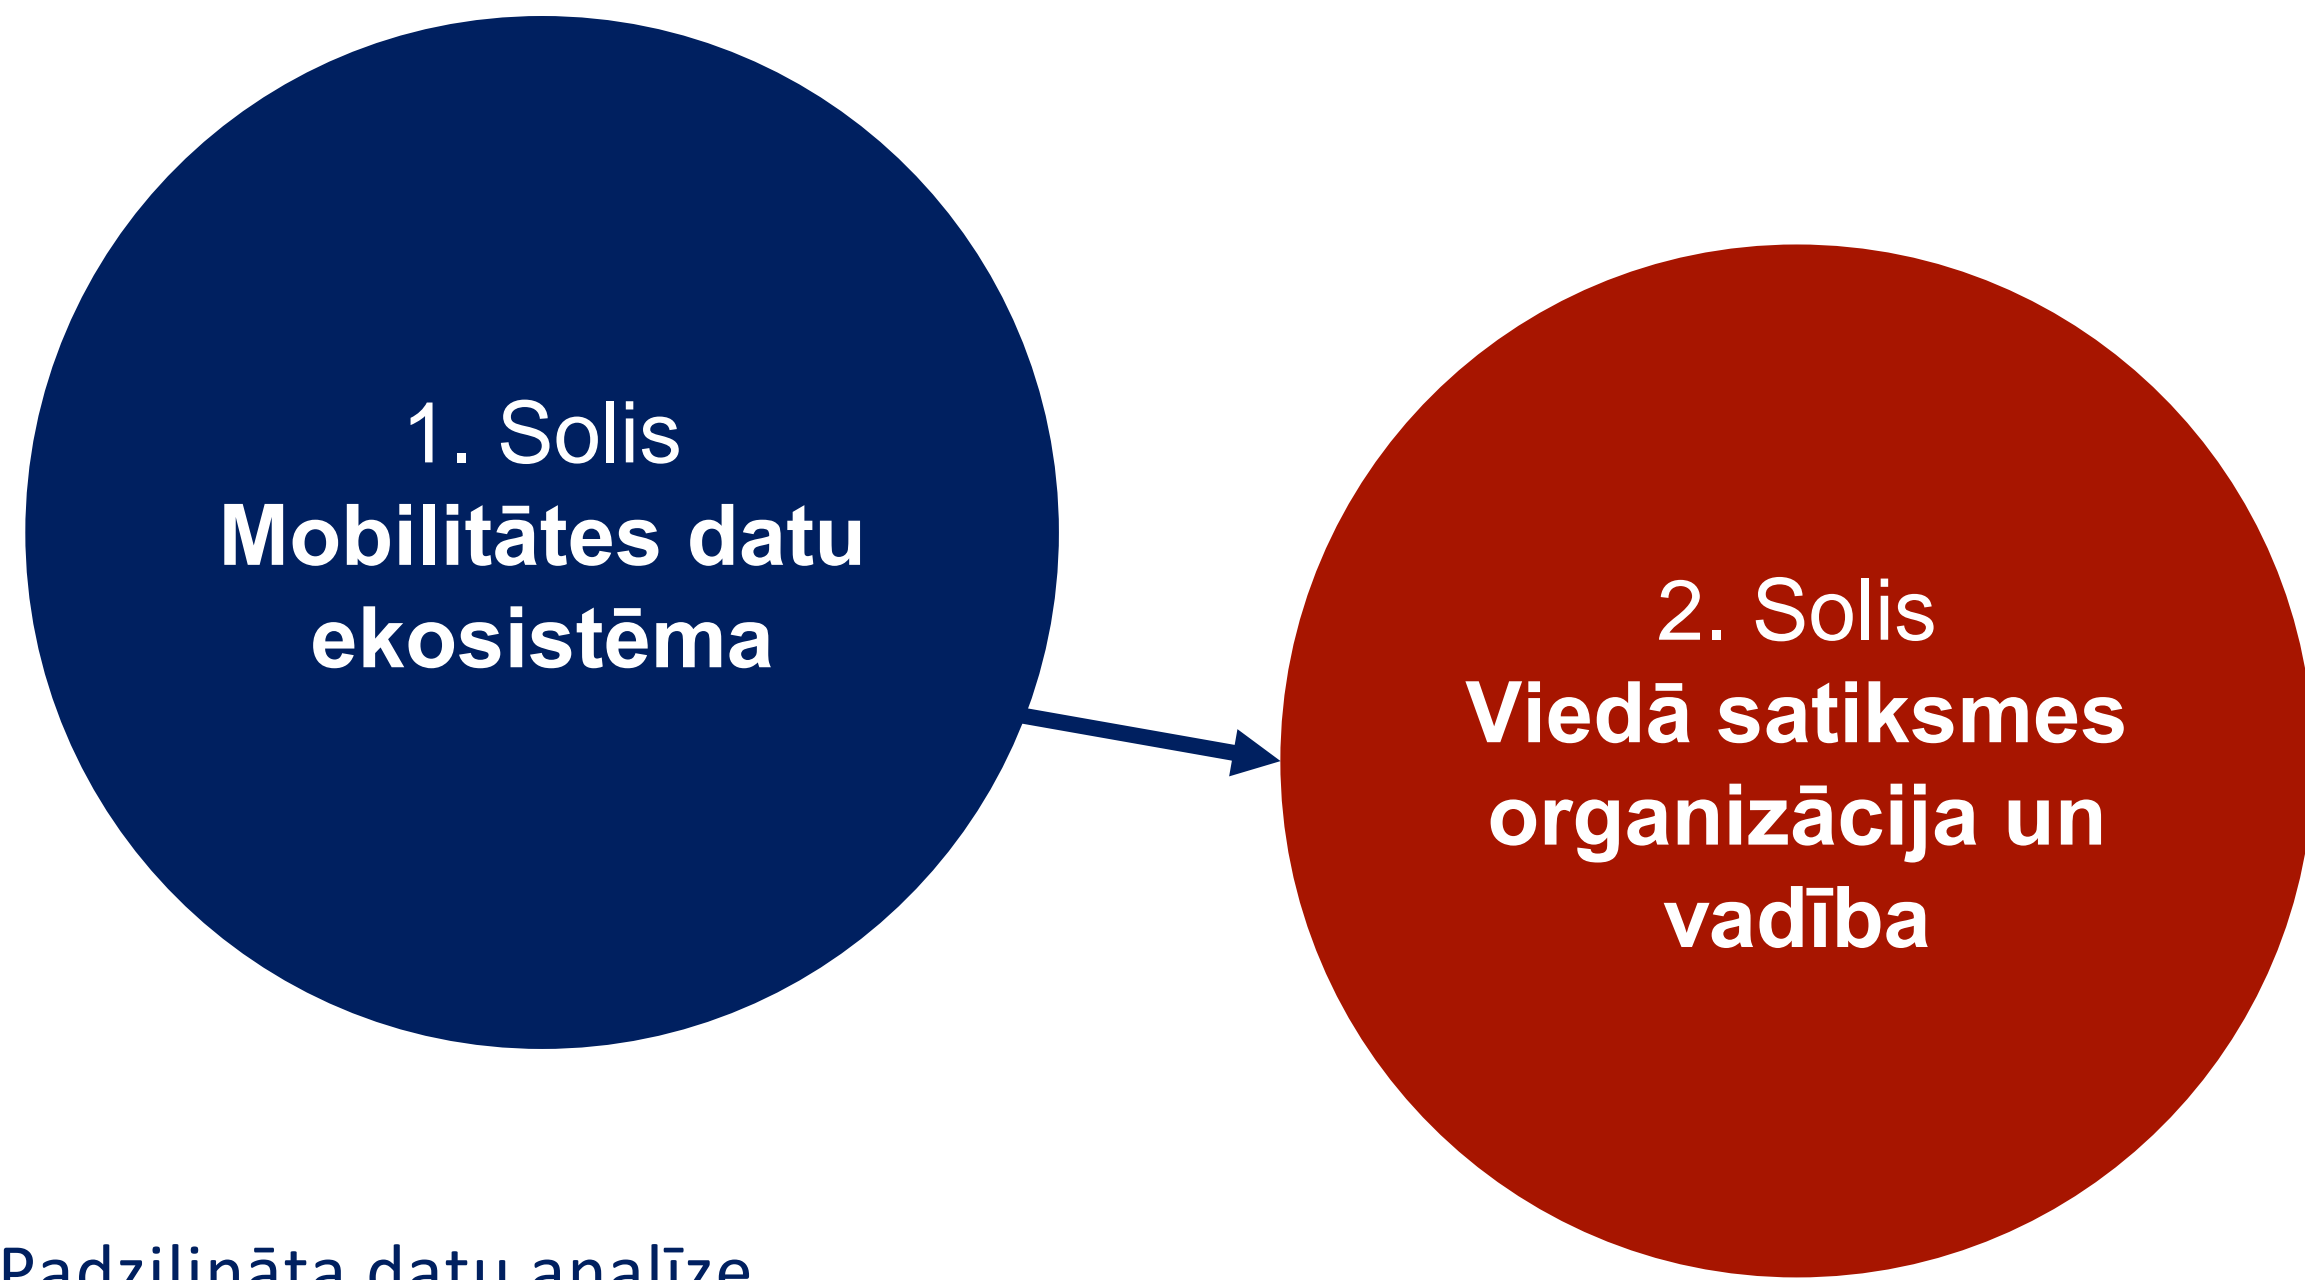 1. Solis
Mobilitātes datu
ekosistēma
2. Solis
Viedā satiksmes
organizācija un
vadība
Padziļināta datu analīze